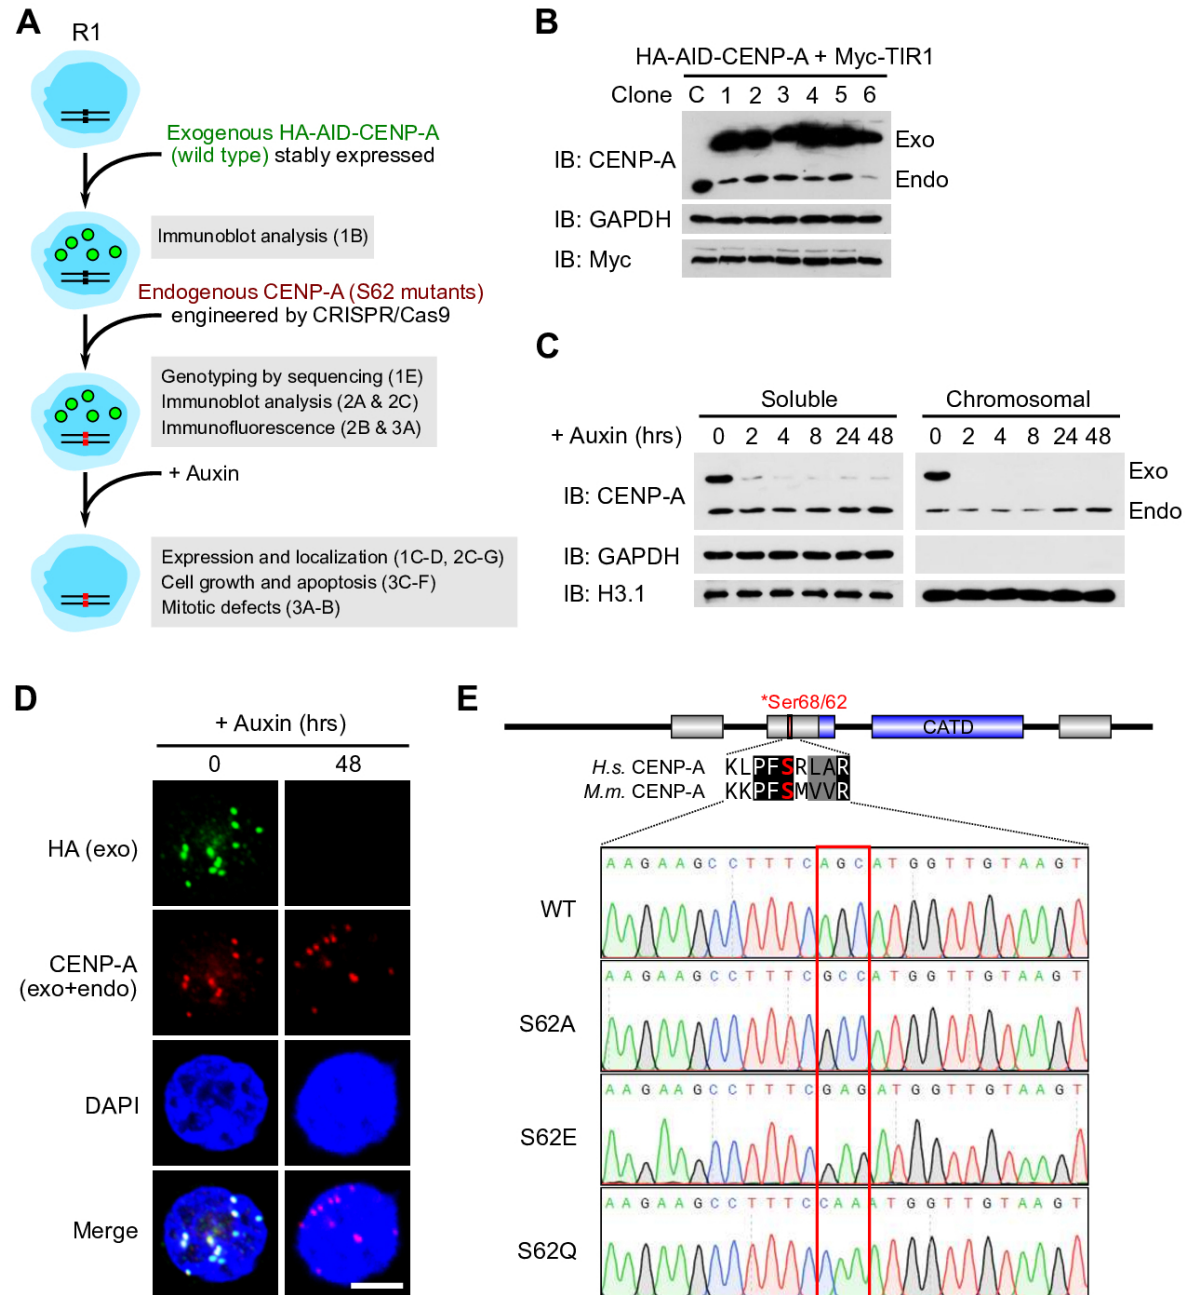 A
R1
Exogenous HA-AID-CENP-A
(wild type) stably expressed
Immunoblot analysis (1B)
Endogenous CENP-A (S62 mutants)
engineered by CRISPR/Cas9
Genotyping by sequencing (1E)
Immunoblot analysis (2A & 2C)
Immunofluorescence (2B & 3A)
+ Auxin
Expression and localization (1C-D, 2C-G)
Cell growth and apoptosis (3C-F)
Mitotic defects (3A-B)
B
HA-AID-CENP-A + Myc-TIR1
Clone C 1 2 3 4 5 6
IB: CENP-A
Exo
Endo
IB: GAPDH
IB: Myc
C
Soluble Chromosomal
+ Auxin (hrs) 0 2 4 8 24 48 0 2 4 8 24 48
IB: CENP-A
Exo
Endo
IB: GAPDH
IB: H3.1
D
+ Auxin (hrs)
0 48
HA (exo)
CENP-A
(exo+endo)
DAPI
Merge
E
*Ser68/62
CATD
H.s. CENP-A KLPFSRLAR
M.m. CENP-A KKPFSMVVR
WT
AAGAAGCCTTTCAGCATGGTTGTAAGT
S62A
AAGAAGCCTTTCGCCATGGTTGTAAGT
S62E
AAGAAGCCTTTCGAGATGGTTGTAAGT
S62Q
AAGAAGCCTTTCCAAATGGTTGTAAGT